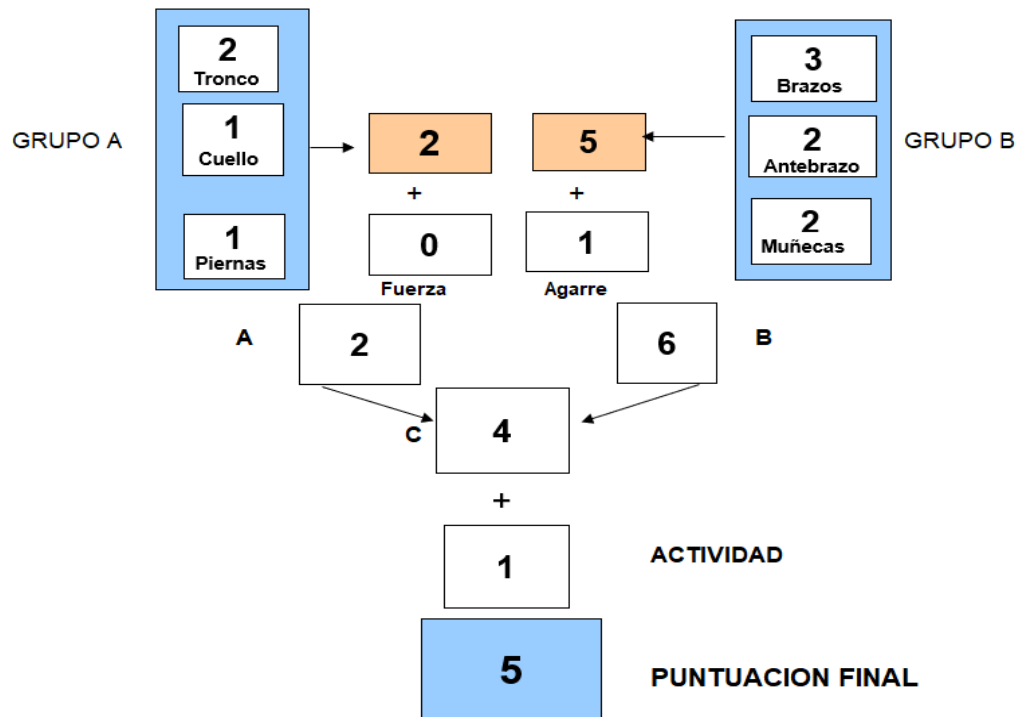 2
Tronco
1
Cuello
1
Piernas
GRUPO A
2
5
+
+
0
1
Fuerza
Agarre
3
Brazos
2
Antebrazo
2
Muñecas
GRUPO B
A
2
6
B
C
4
+
1
ACTIVIDAD
5
PUNTUACION FINAL